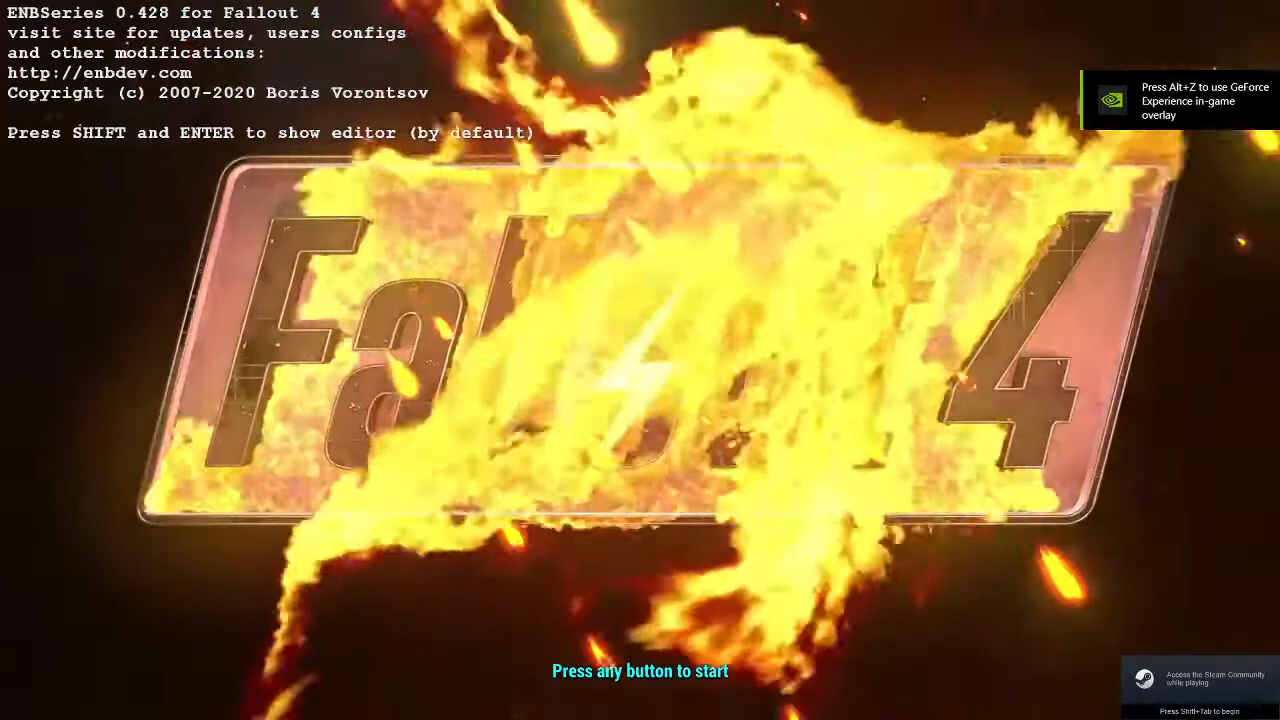 ENBSeries 0.428 for Fallout 4
visit site for updates, users configs
and other modifications:
http://enbdev.com
Copyright (c) 2007-2020 Boris Vorontsov
Press SHIFT and ENTER to show editor (by default)
Press Alt+Z to use GeForce
Experience in-game
overlay
Fallout 4
Press any button to start
Access the Steam Community
while playing
Press Shift+Tab to begin